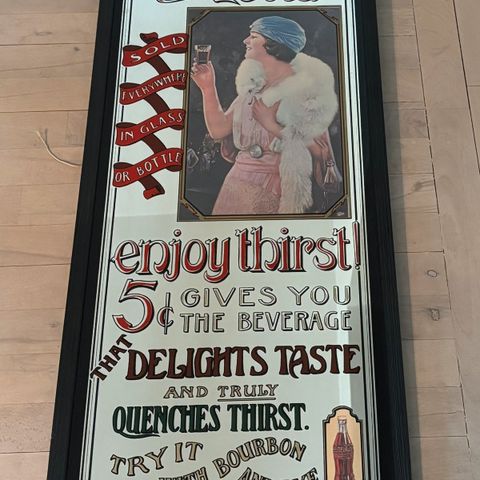 SOLD
EVERYWHERE
IN GLASS
OR BOTTLE
enjoy thirst!
5¢ GIVES YOU
THE BEVERAGE
THAT DELIGHTS TASTE
AND TRULY
QUENCHES THIRST.
TRY IT
WITH BOURBON